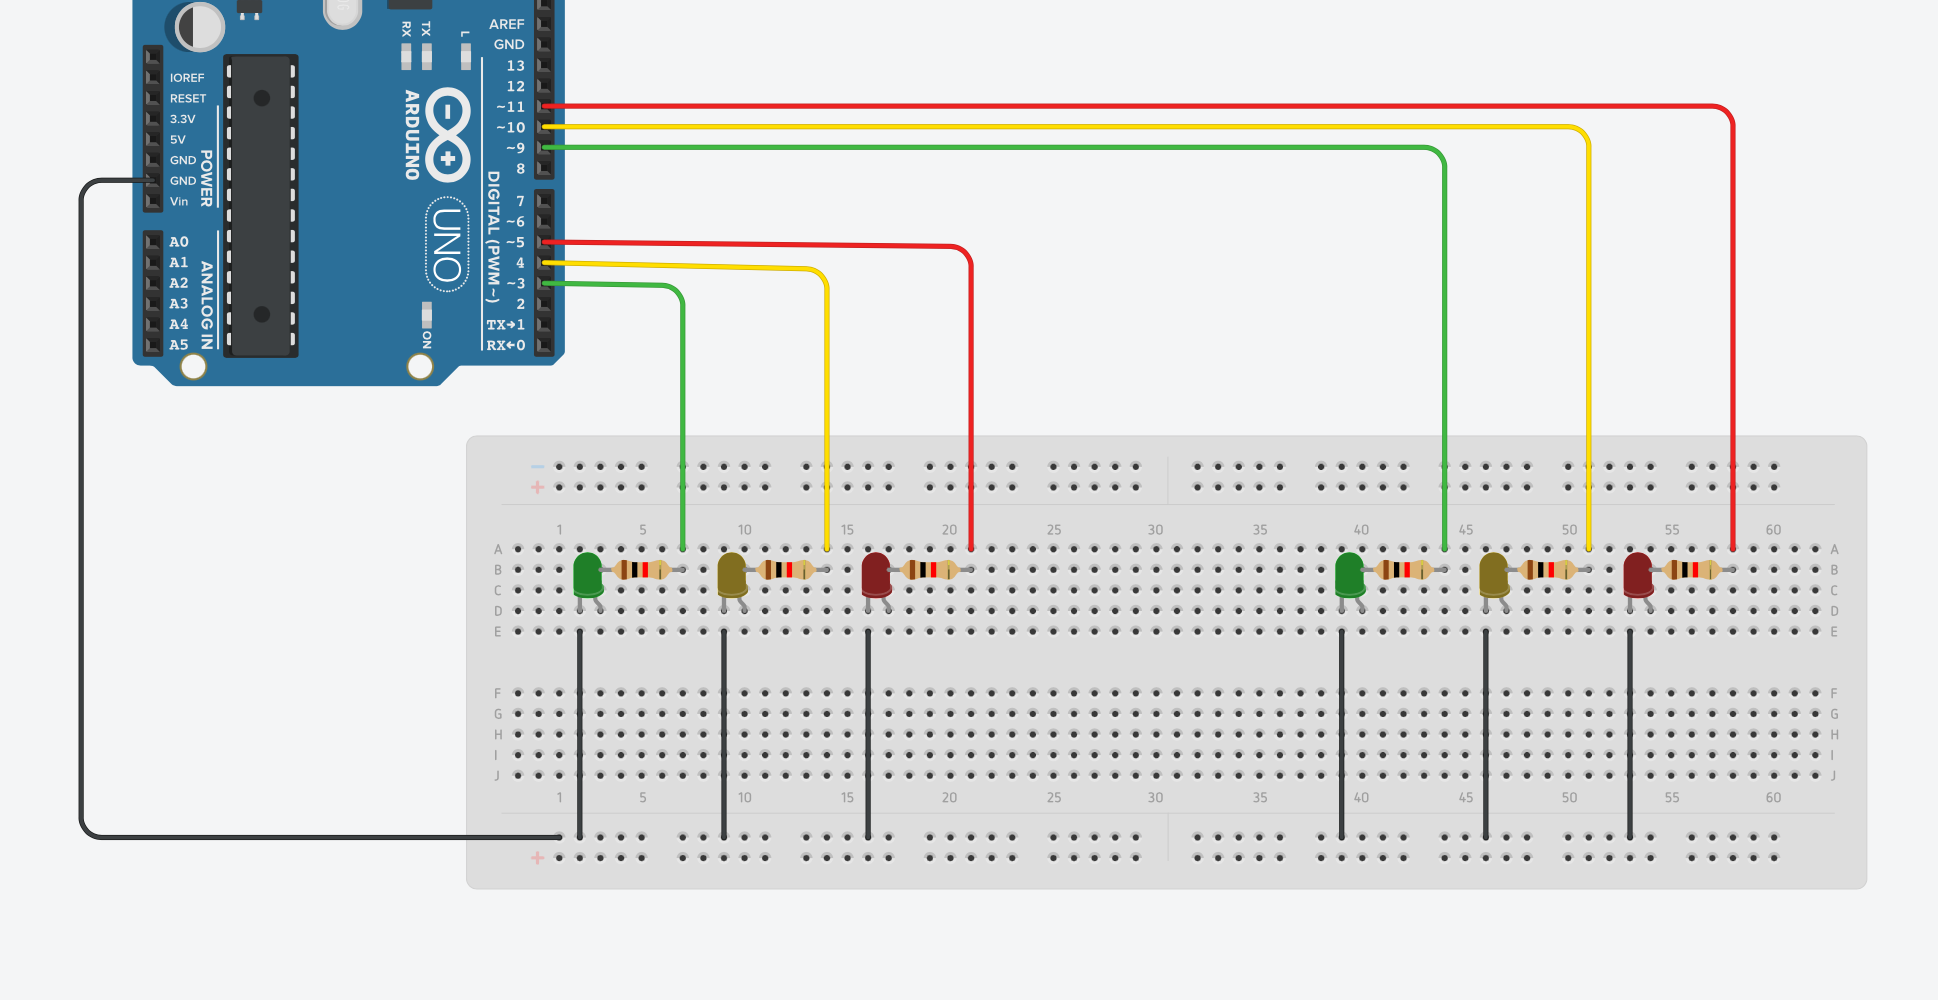 RX
TX
L
AREF
GND
13
12
~11
~10
~9
8
IOREF
RESET
3.3V
5V
GND
GND
Vin
POWER
ARDUINO
UNO
DIGITAL (PWM ~)
7
~6
~5
4
~3
2
TX→1
RX←0
A0
A1
A2
A3
A4
A5
ANALOG IN
ON
−
+
1 5 10 15 20 25 30 35 40 45 50 55 60
A A
B B
C C
D D
E E
F F
G G
H H
I I
J J
1 5 10 15 20 25 30 35 40 45 50 55 60
+